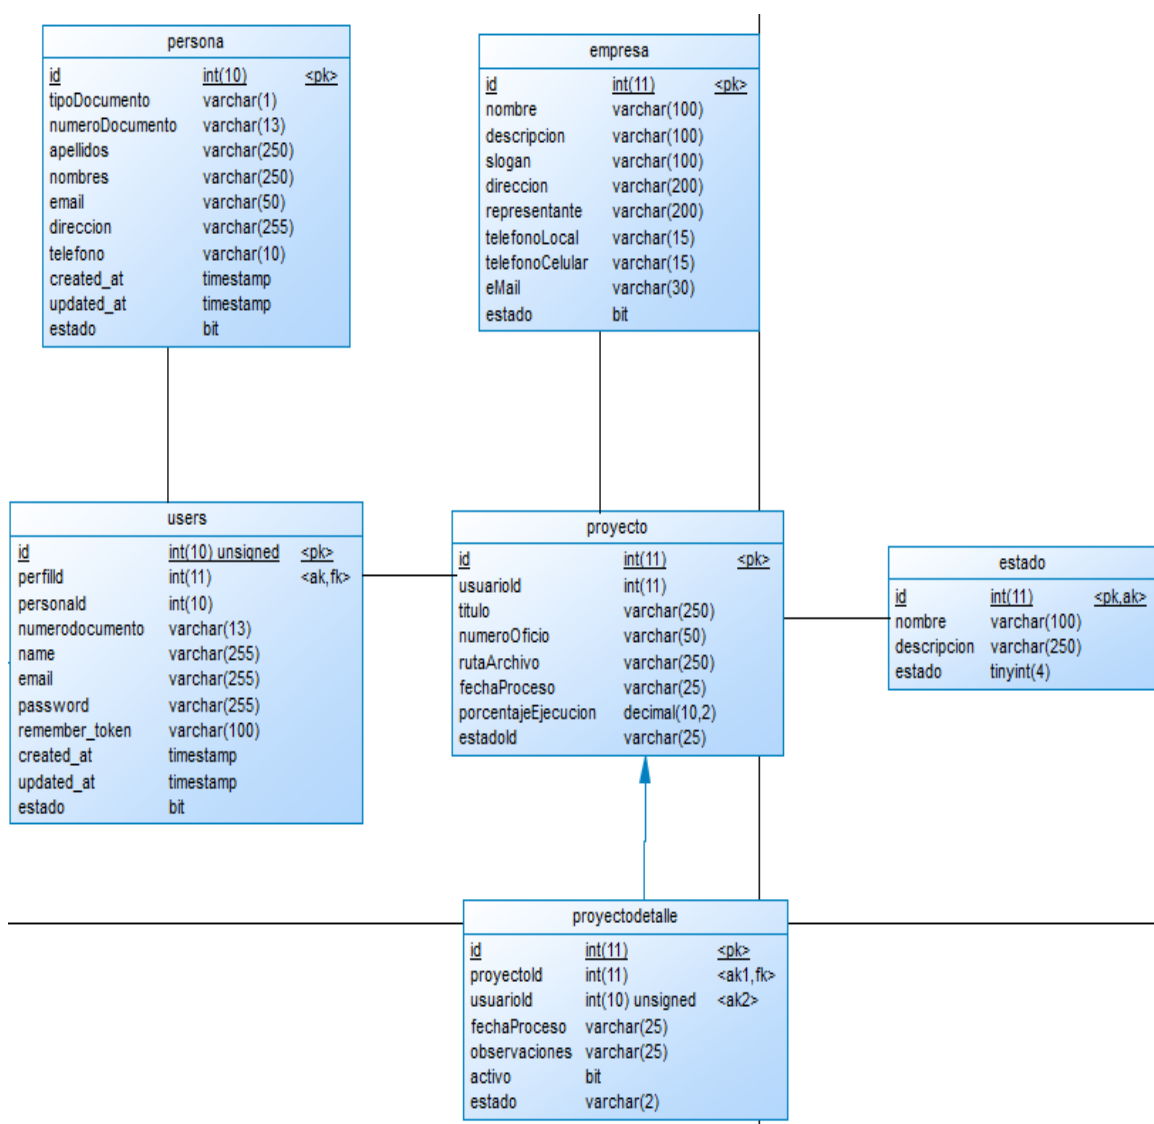 persona
id int(10) <pk>
tipoDocumento varchar(1)
numeroDocumento varchar(13)
apellidos varchar(250)
nombres varchar(250)
email varchar(50)
direccion varchar(255)
telefono varchar(10)
created_at timestamp
updated_at timestamp
estado bit
empresa
id int(11) <pk>
nombre varchar(100)
descripcion varchar(100)
slogan varchar(100)
direccion varchar(200)
representante varchar(200)
telefonoLocal varchar(15)
telefonoCelular varchar(15)
eMail varchar(30)
estado bit
users
id int(10) unsigned <pk>
perfilId int(11) <ak,fk>
personaId int(10)
numerodocumento varchar(13)
name varchar(255)
email varchar(255)
password varchar(255)
remember_token varchar(100)
created_at timestamp
updated_at timestamp
estado bit
proyecto
id int(11) <pk>
usuarioId int(11)
titulo varchar(250)
numeroOficio varchar(50)
rutaArchivo varchar(250)
fechaProceso varchar(25)
porcentajeEjecucion decimal(10,2)
estadoId varchar(25)
estado
id int(11) <pk,ak>
nombre varchar(100)
descripcion varchar(250)
estado tinyint(4)
proyectodetalle
id int(11) <pk>
proyectoId int(11) <ak1,fk>
usuarioId int(10) unsigned <ak2>
fechaProceso varchar(25)
observaciones varchar(25)
activo bit
estado varchar(2)